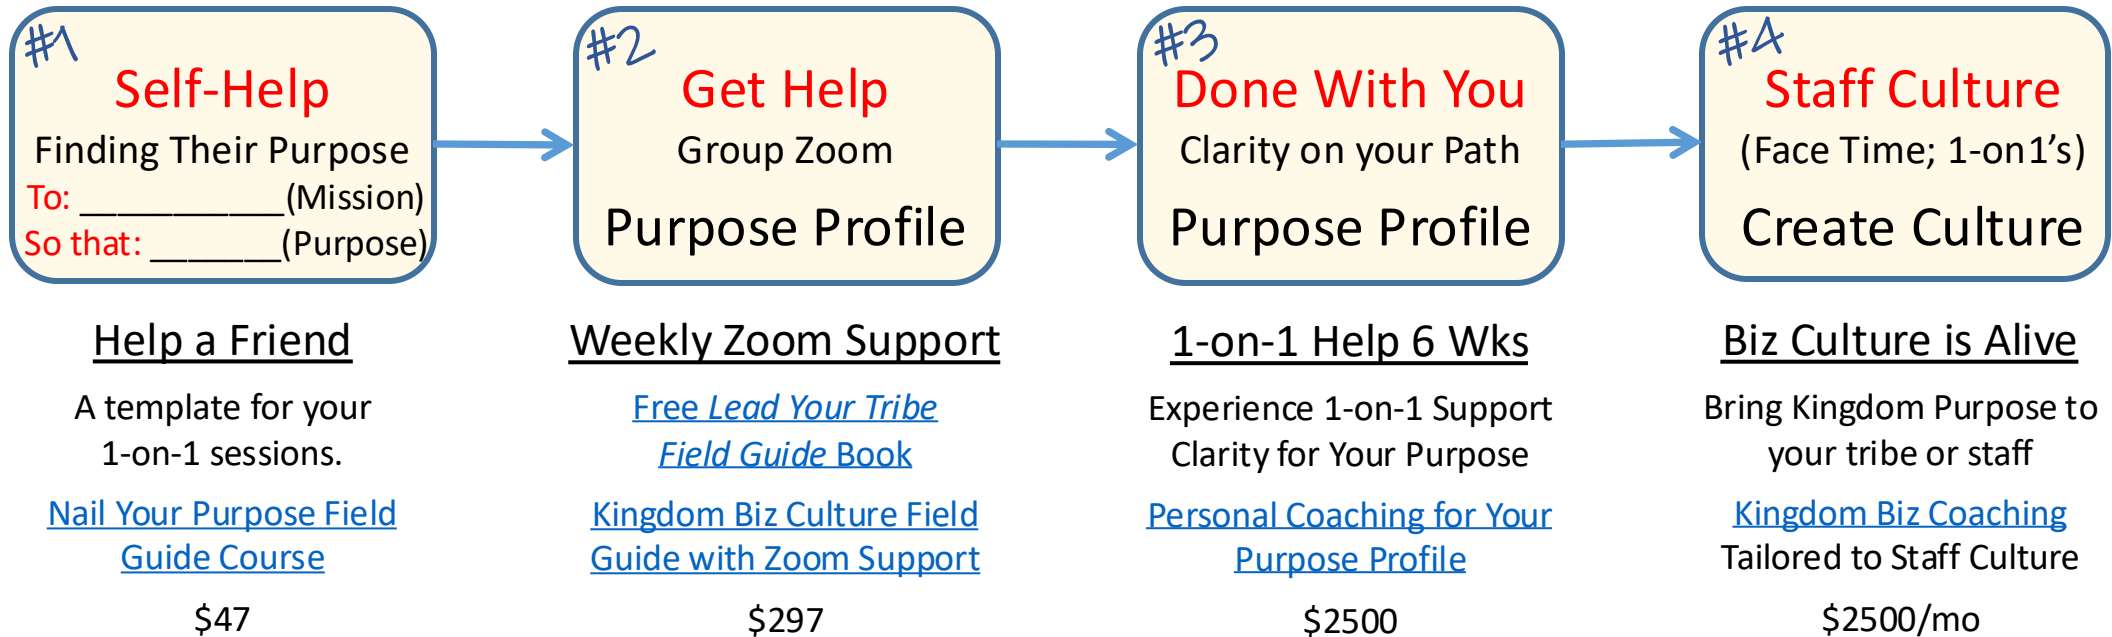 #1
Self-Help
Finding Their Purpose
To: ___________(Mission)
So that: _______(Purpose)
Help a Friend
A template for your
1-on-1 sessions.
Nail Your Purpose Field
Guide Course
$47
#2
Get Help
Group Zoom
Purpose Profile
Weekly Zoom Support
Free Lead Your Tribe
Field Guide Book
Kingdom Biz Culture Field
Guide with Zoom Support
$297
#3
Done With You
Clarity on your Path
Purpose Profile
1-on-1 Help 6 Wks
Experience 1-on-1 Support
Clarity for Your Purpose
Personal Coaching for Your
Purpose Profile
$2500
#4
Staff Culture
(Face Time; 1-on1’s)
Create Culture
Biz Culture is Alive
Bring Kingdom Purpose to
your tribe or staff
Kingdom Biz Coaching
Tailored to Staff Culture
$2500/mo